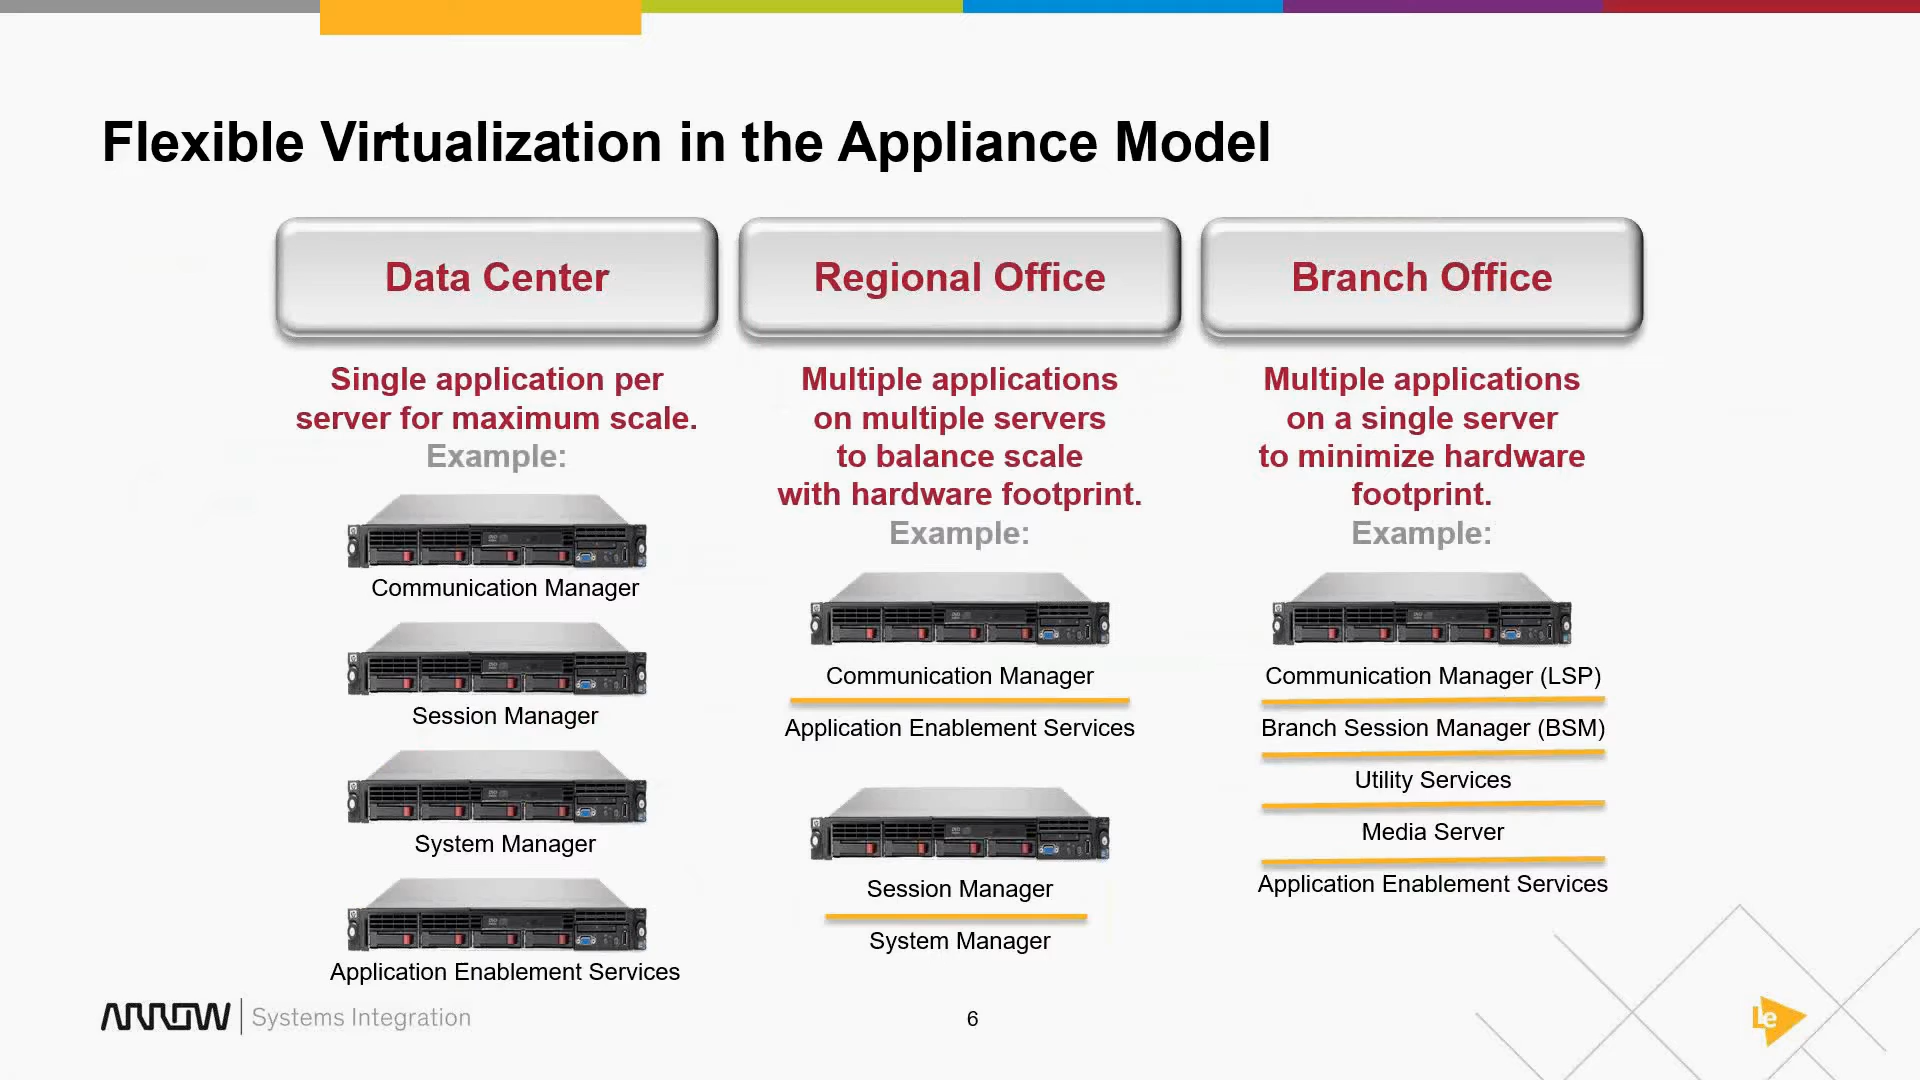 Flexible Virtualization in the Appliance Model
Data Center
Single application per
server for maximum scale.
Example:
Communication Manager
Session Manager
System Manager
Application Enablement Services
Regional Office
Multiple applications
on multiple servers
to balance scale
with hardware footprint.
Example:
Communication Manager
Application Enablement Services
Session Manager
System Manager
Branch Office
Multiple applications
on a single server
to minimize hardware
footprint.
Example:
Communication Manager (LSP)
Branch Session Manager (BSM)
Utility Services
Media Server
Application Enablement Services
ARROW Systems Integration
6
Le